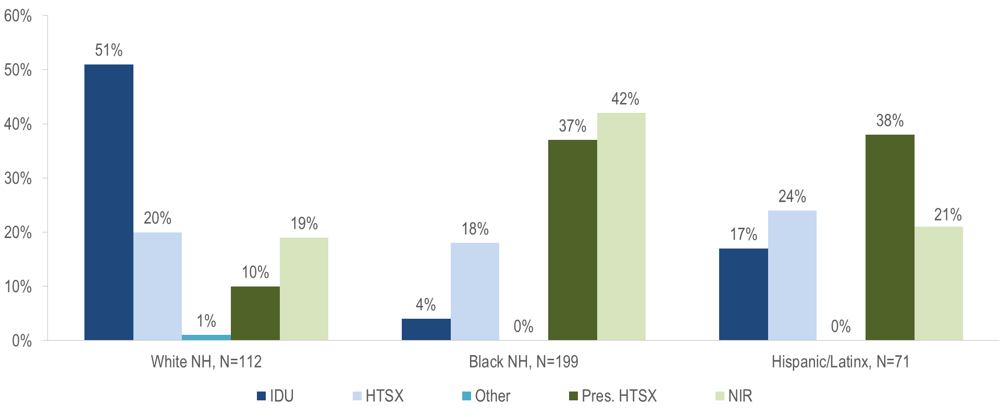 60%
50%
40%
30%
20%
10%
0%
51%
20%
1%
10%
19%
4%
18%
0%
37%
42%
17%
24%
0%
38%
21%
White NH, N=112
Black NH, N=199
Hispanic/Latinx, N=71
IDU
HTSX
Other
Pres. HTSX
NIR